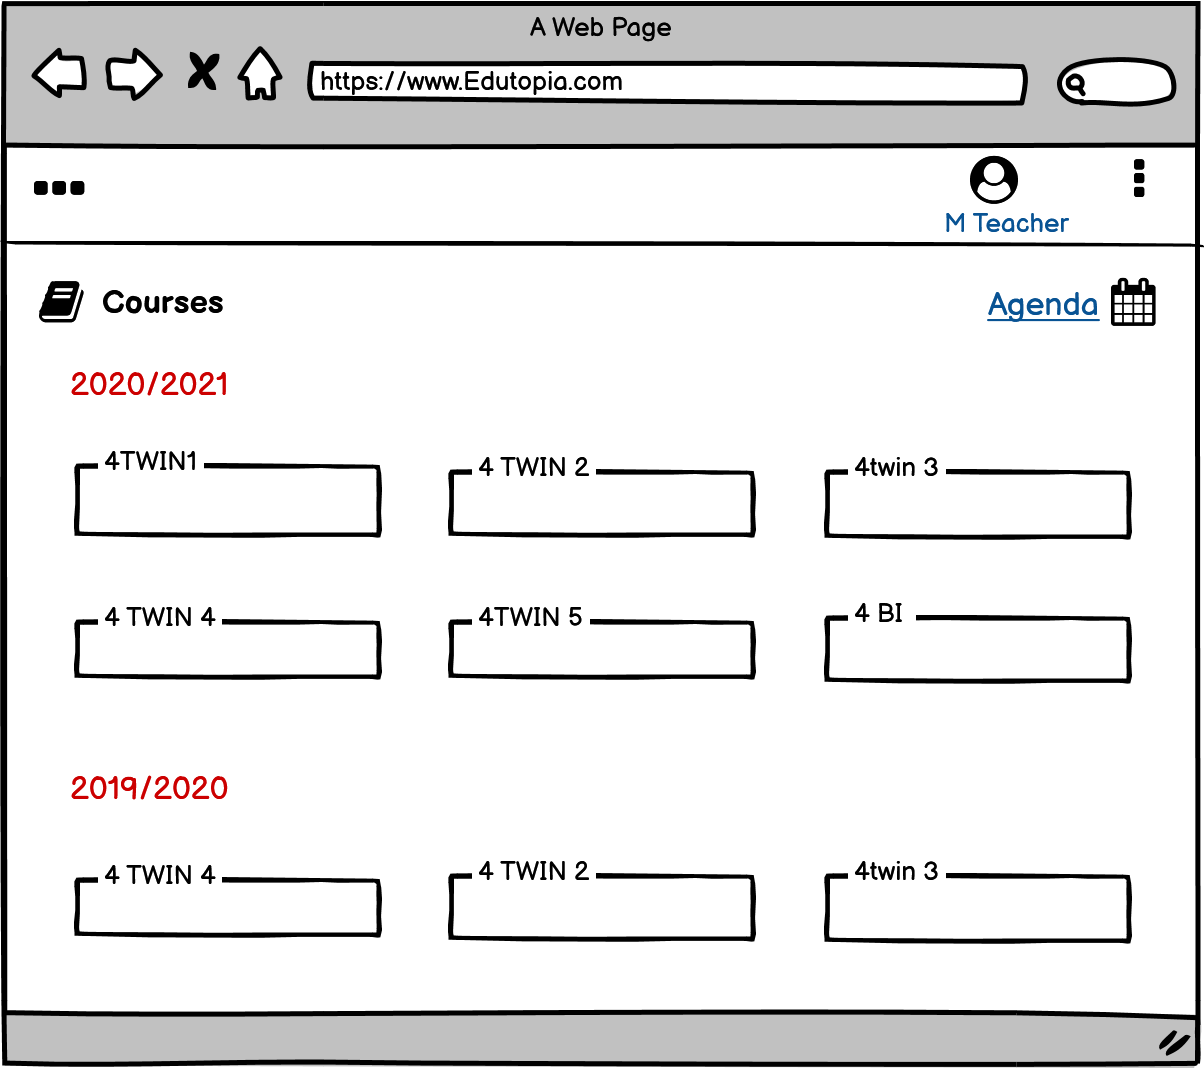 A Web Page
https://www.Edutopia.com
M Teacher
Courses
Agenda
2020/2021
4TWIN1
4 TWIN 2
4twin 3
4 TWIN 4
4TWIN 5
4 BI
2019/2020
4 TWIN 4
4 TWIN 2
4twin 3